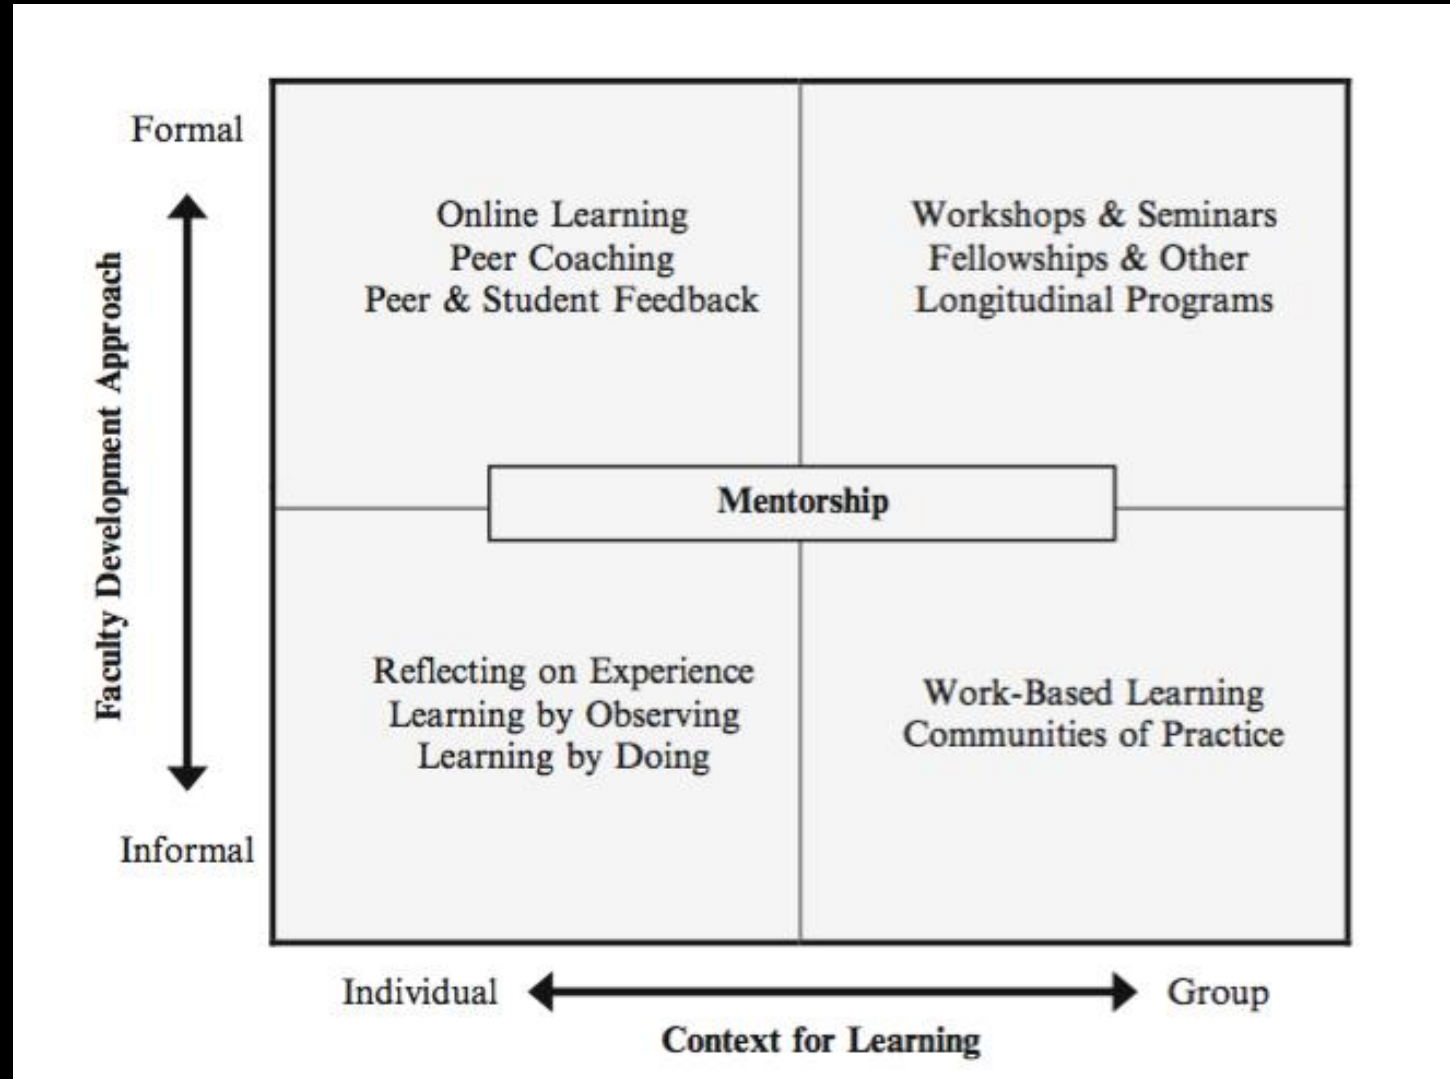 Formal
Online Learning
Peer Coaching
Peer & Student Feedback
Workshops & Seminars
Fellowships & Other
Longitudinal Programs
Faculty Development Approach
Mentorship
Reflecting on Experience
Learning by Observing
Learning by Doing
Work-Based Learning
Communities of Practice
Informal
Individual
Group
Context for Learning